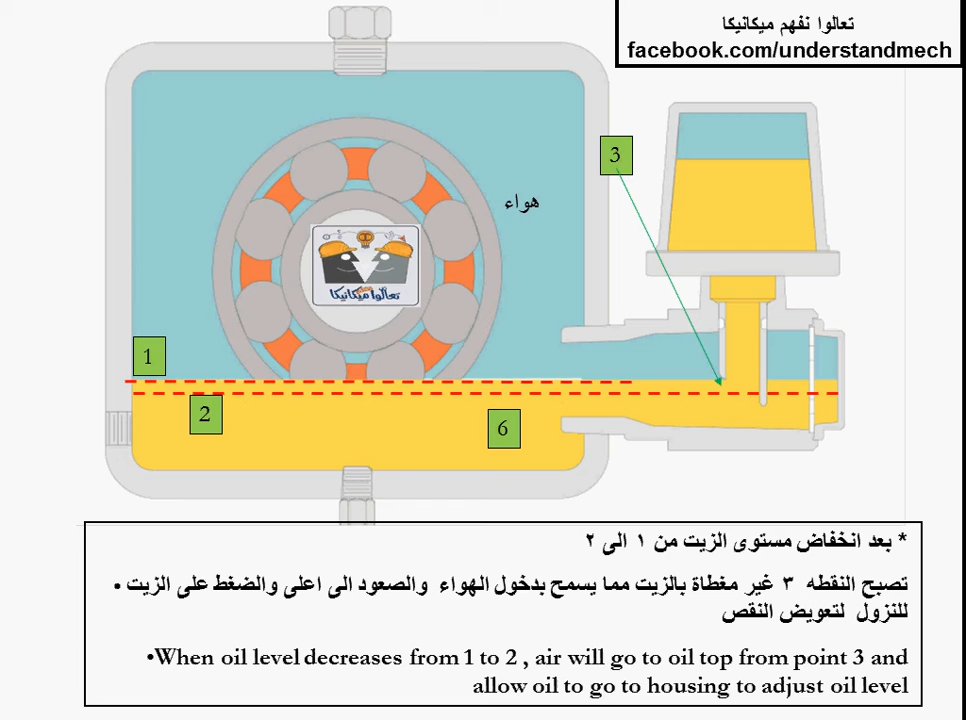 تعالوا نفهم ميكانيكا
facebook.com/understandmech
3
هواء
تعالوا ميكانيكا
1
2
6
* بعد انخفاض مستوى الزيت من ١ الى ٢
تصبح النقطه ٣ غير مغطاة بالزيت مما يسمح بدخول الهواء والصعود الى اعلى والضغط على الزيت •
للنزول لتعويض النقص
•When oil level decreases from 1 to 2 , air will go to oil top from point 3 and
allow oil to go to housing to adjust oil level